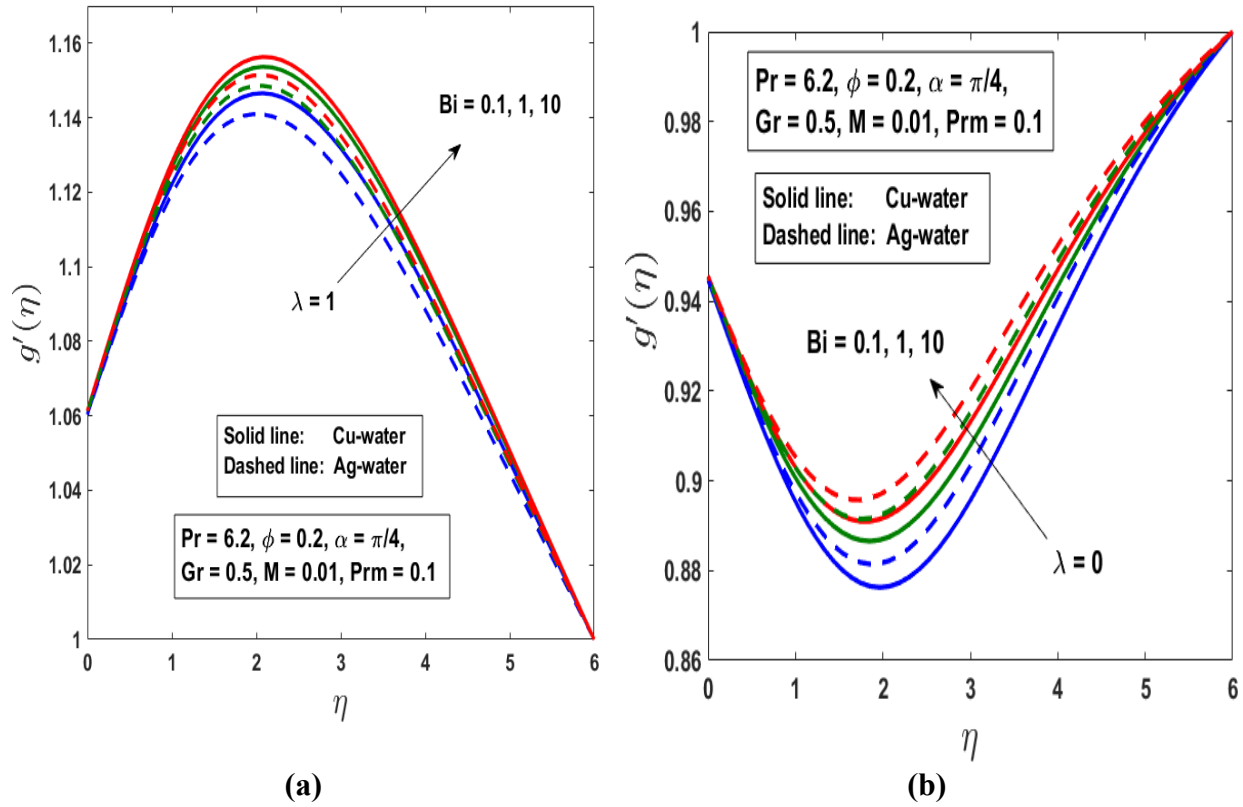 1.16
1.14
1.12
1.1
1.08
1.06
1.04
1.02
1
0 1 2 3 4 5 6
g′(η)
η
Bi = 0.1, 1, 10
λ = 1
Solid line: Cu-water
Dashed line: Ag-water
Pr = 6.2, ϕ = 0.2, α = π/4,
Gr = 0.5, M = 0.01, Prm = 0.1
(a)
1
0.98
0.96
0.94
0.92
0.9
0.88
0.86
0 1 2 3 4 5 6
g′(η)
η
Pr = 6.2, ϕ = 0.2, α = π/4,
Gr = 0.5, M = 0.01, Prm = 0.1
Solid line: Cu-water
Dashed line: Ag-water
Bi = 0.1, 1, 10
λ = 0
(b)